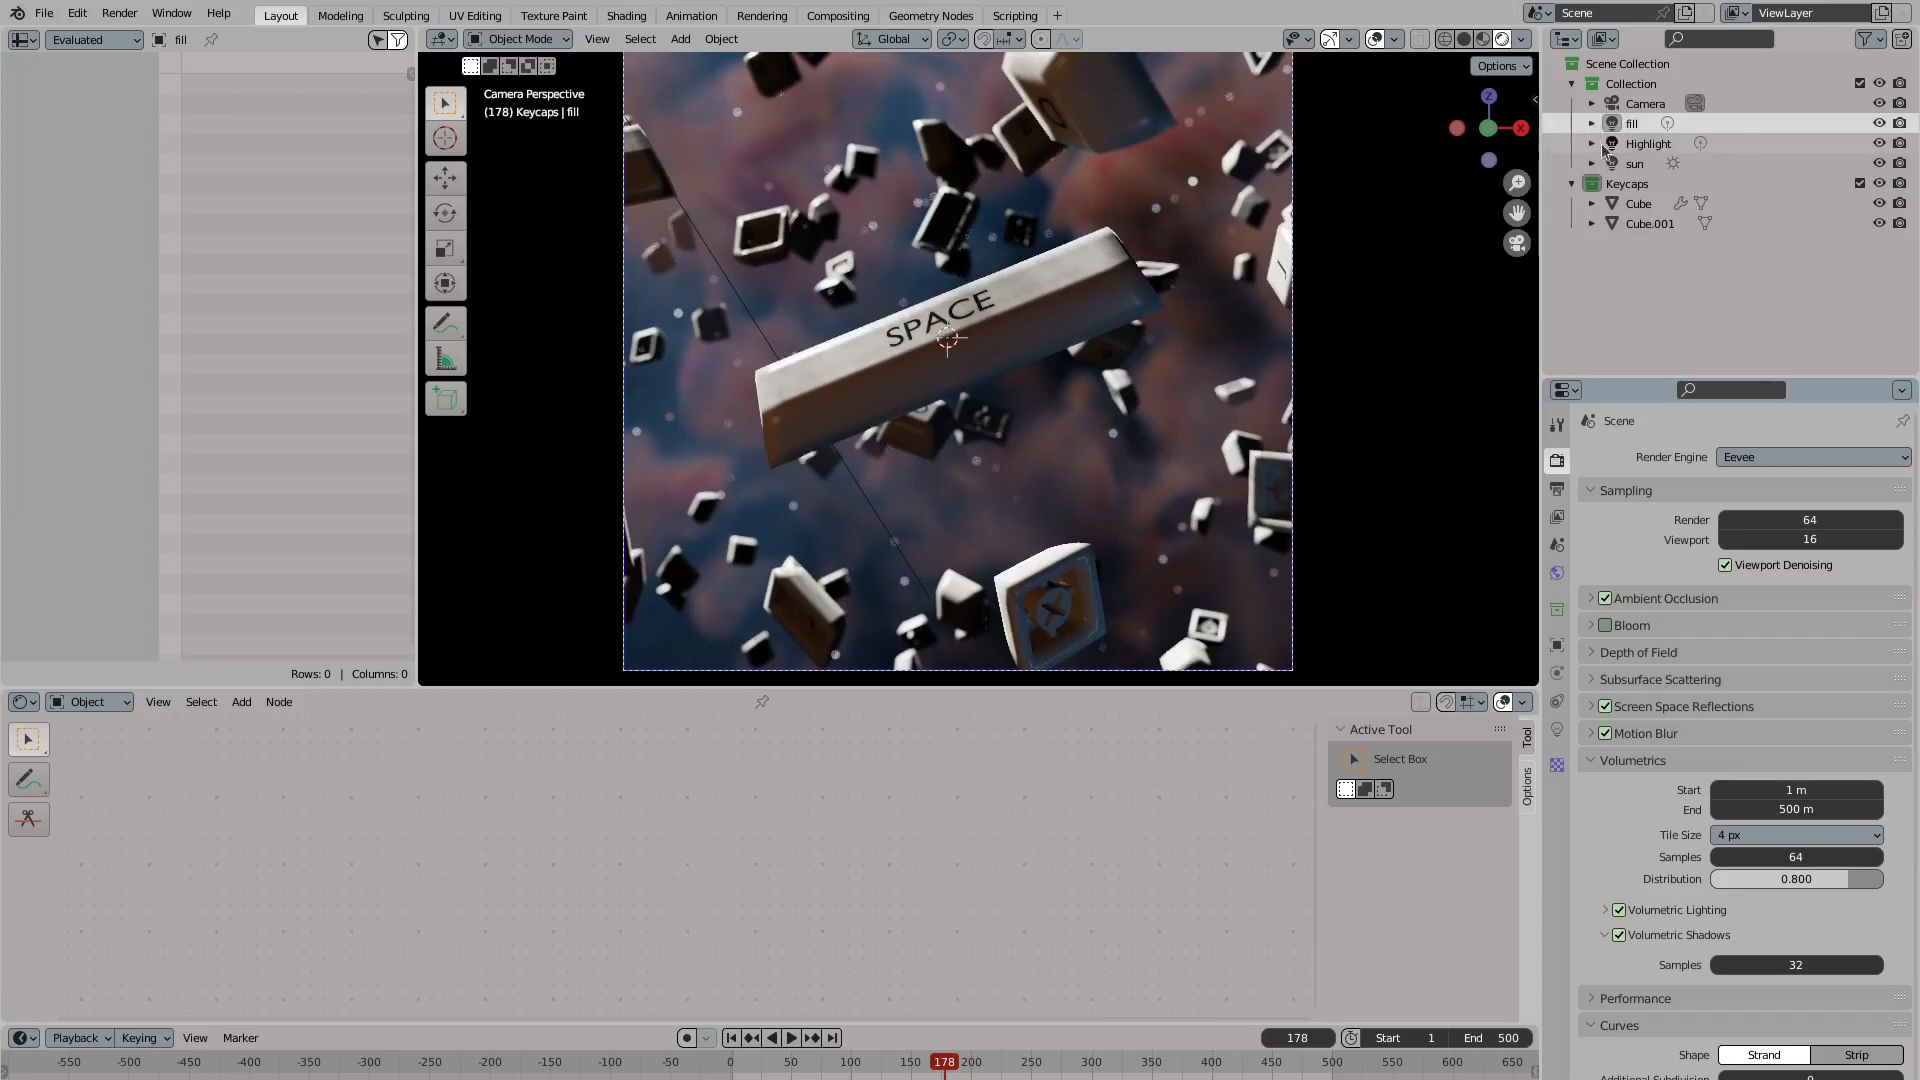 File Edit Render Window Help Layout Modeling Sculpting UV Editing Texture Paint Shading Animation Rendering Compositing Geometry Nodes Scripting + Scene ViewLayer
Evaluated fill Object Mode View Select Add Object Global
Options
Camera Perspective
(178) Keycaps | fill
Z
X
SPACE
Rows: 0 | Columns: 0
Scene Collection
Collection
Camera
fill
Highlight
sun
Keycaps
Cube
Cube.001
Scene
Render Engine Eevee
Sampling
Render 64
Viewport 16
Viewport Denoising
Ambient Occlusion
Bloom
Depth of Field
Subsurface Scattering
Screen Space Reflections
Motion Blur
Volumetrics
Start 1 m
End 500 m
Tile Size 4 px
Samples 64
Distribution 0.800
Volumetric Lighting
Volumetric Shadows
Samples 32
Performance
Curves
Shape Strand Strip
Object View Select Add Node
Active Tool
Select Box
Tool
Options
Playback Keying View Marker 178 Start 1 End 500
-550 -500 -450 -400 -350 -300 -250 -200 -150 -100 -50 0 50 100 150 178 200 250 300 350 400 450 500 550 600 650